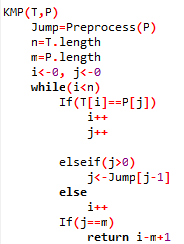 KMP(T,P)
Jump=Preprocess(P)
n=T.length
m=P.length
i<-0, j<-0
while(i<n)
If(T[i]==P[j])
i++
j++
elseif(j>0)
j<-Jump[j-1]
else
i++
If(j==m)
return i-m+1